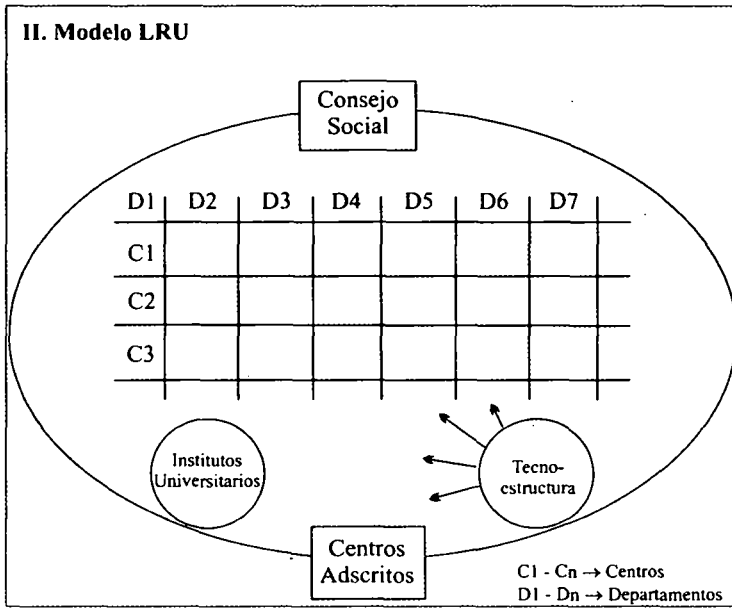 II. Modelo LRU
Consejo
Social
D1 D2 D3 D4 D5 D6 D7
C1
C2
C3
Institutos
Universitarios
Tecno-
estructura
Centros
Adscritos
C1 - Cn → Centros
D1 - Dn → Departamentos